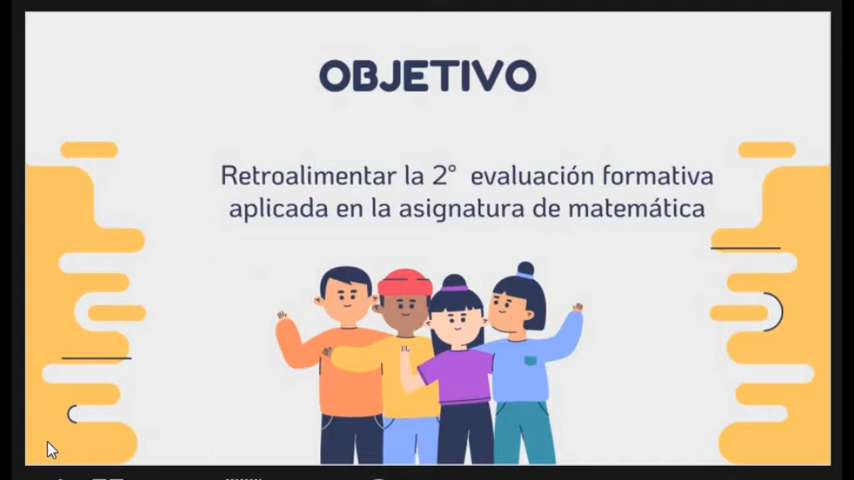 OBJETIVO
Retroalimentar la 2° evaluación formativa
aplicada en la asignatura de matemática